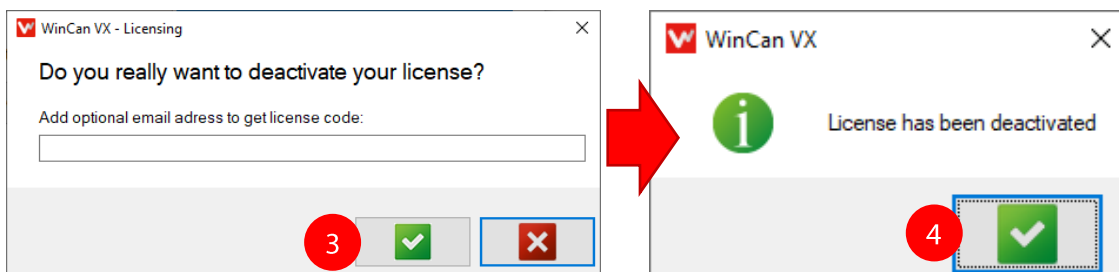 WinCan VX - Licensing
Do you really want to deactivate your license?
Add optional email adress to get license code:
3
WinCan VX
License has been deactivated
4